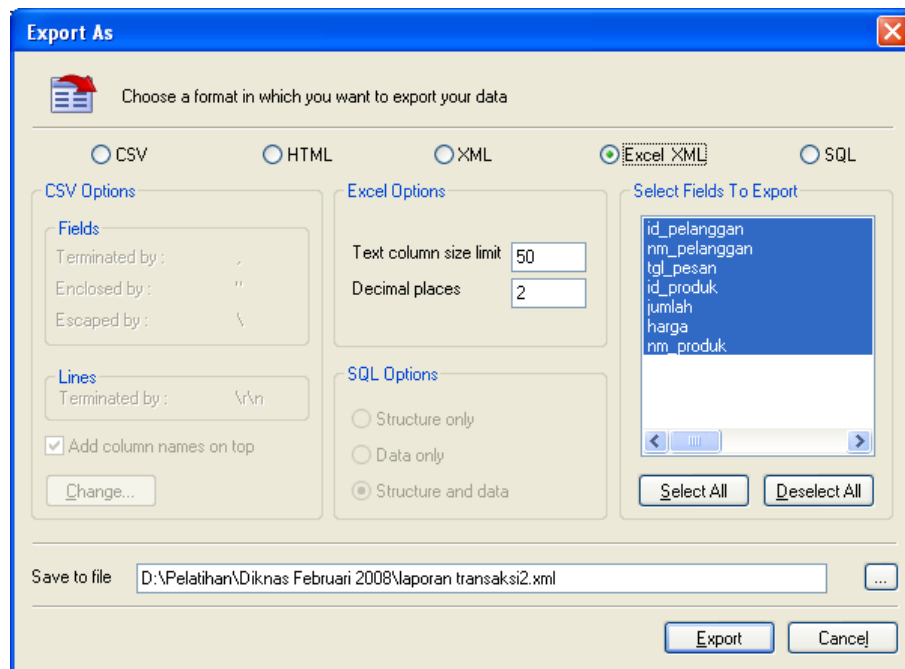 Export As
Choose a format in which you want to export your data
CSV HTML XML Excel XML SQL
CSV Options
Fields
Terminated by : ,
Enclosed by : "
Escaped by : \
Lines
Terminated by : \r\n
Add column names on top
Change...
Excel Options
Text column size limit 50
Decimal places 2
SQL Options
Structure only
Data only
Structure and data
Select Fields To Export
id_pelanggan
nm_pelanggan
tgl_pesan
id_produk
jumlah
harga
nm_produk
Select All Deselect All
Save to file D:\Pelatihan\Diknas Februari 2008\laporan transaksi2.xml ...
Export Cancel